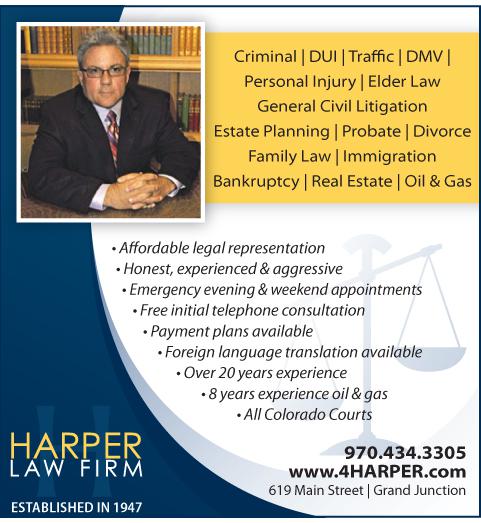 Criminal | DUI | Traffic | DMV |
Personal Injury | Elder Law
General Civil Litigation
Estate Planning | Probate | Divorce
Family Law | Immigration
Bankruptcy | Real Estate | Oil & Gas
• Affordable legal representation
• Honest, experienced & aggressive
• Emergency evening & weekend appointments
• Free initial telephone consultation
• Payment plans available
• Foreign language translation available
• Over 20 years experience
• 8 years experience oil & gas
• All Colorado Courts
HARPER
LAW FIRM
ESTABLISHED IN 1947
970.434.3305
www.4HARPER.com
619 Main Street | Grand Junction